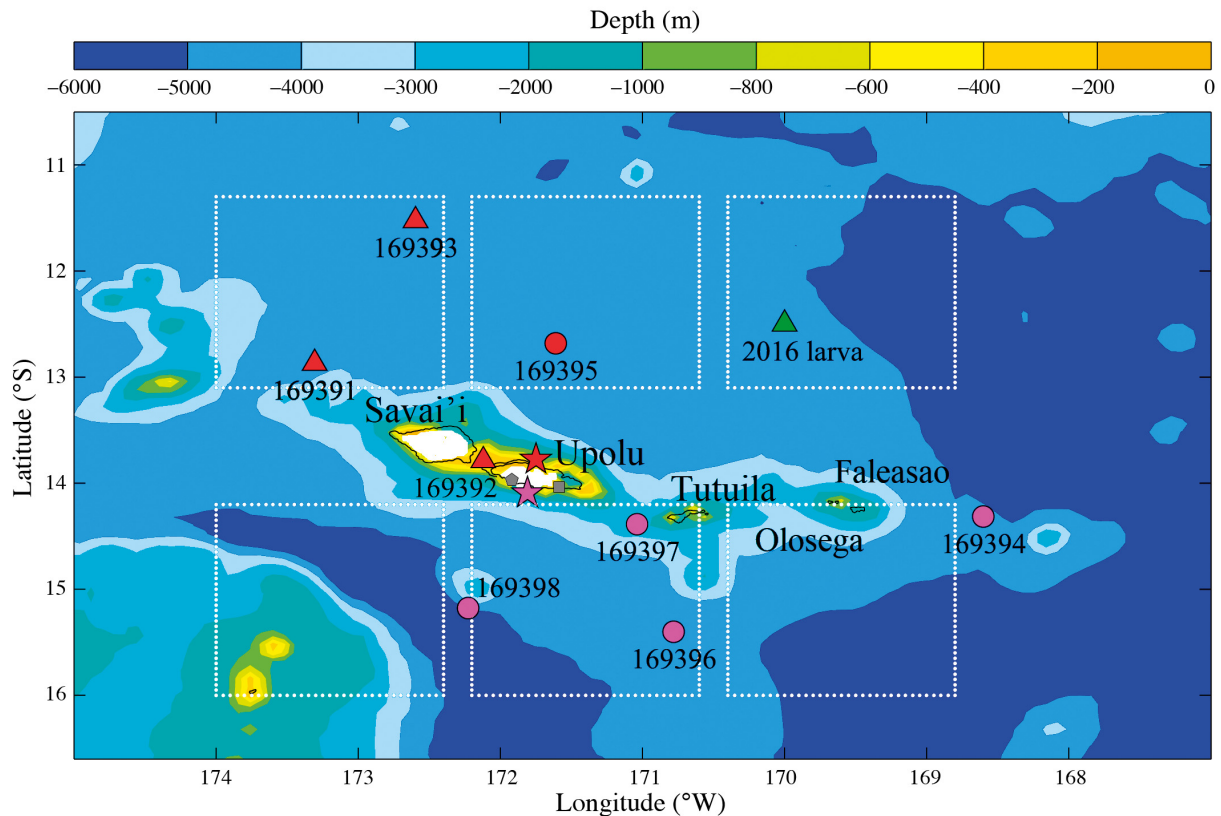 Depth (m)
–6000 –5000 –4000 –3000 –2000 –1000 –800 –600 –400 –200 0
11
12
13
14
15
16
Latitude (°S)
169393
2016 larva
169395
169391
Savai’i
Upolu
169392
Tutuila
Faleasao
169397
Olosega
169394
169398
169396
174 173 172 171 170 169 168
Longitude (°W)